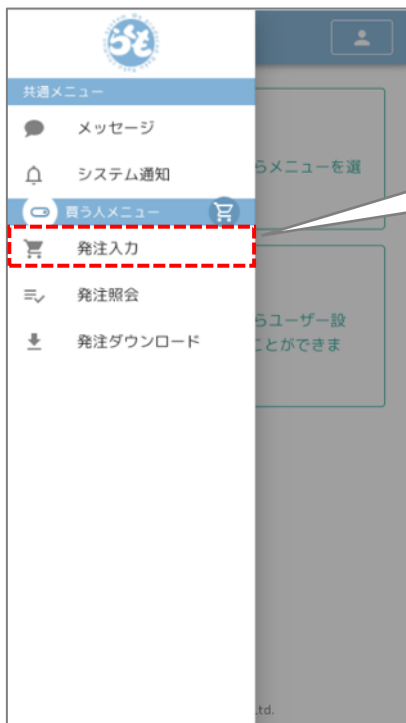 らくだ
共通メニュー
メッセージ
システム通知
らメニューを選
買う人メニュー
発注入力
発注照会
らユーザー設
ことができま
発注ダウンロード
.td.